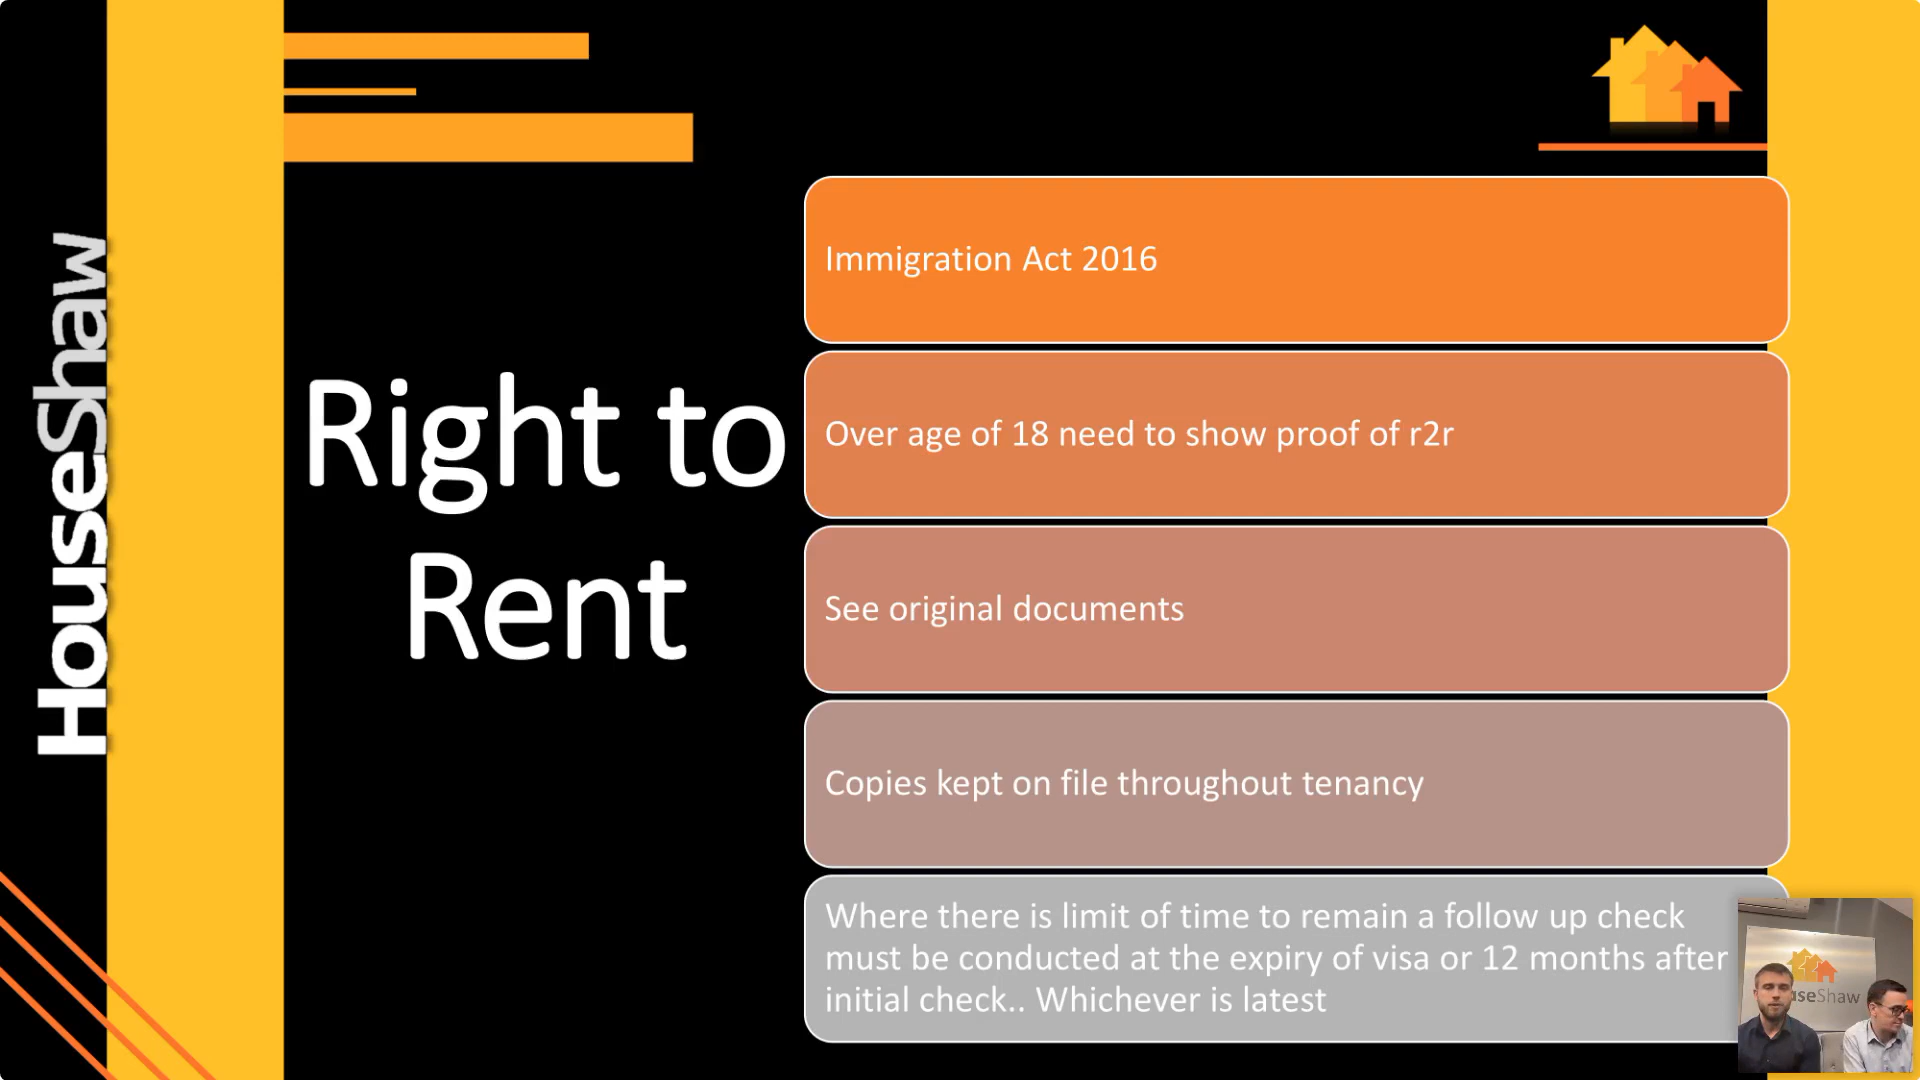 HouseShaw
Right to
Rent
Immigration Act 2016
Over age of 18 need to show proof of r2r
See original documents
Copies kept on file throughout tenancy
Where there is limit of time to remain a follow up check
must be conducted at the expiry of visa or 12 months after
initial check.. Whichever is latest
useShaw